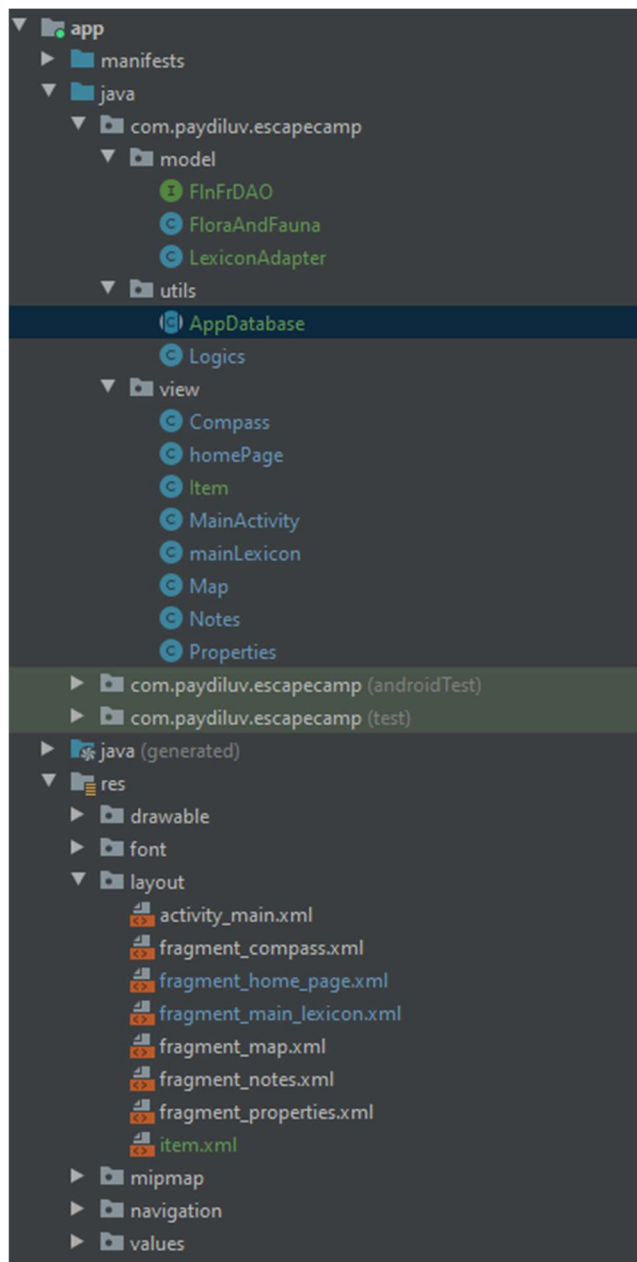 app
manifests
java
com.paydiluv.escapecamp
model
FlnFrDAO
FloraAndFauna
LexiconAdapter
utils
AppDatabase
Logics
view
Compass
homePage
Item
MainActivity
mainLexicon
Map
Notes
Properties
com.paydiluv.escapecamp (androidTest)
com.paydiluv.escapecamp (test)
java (generated)
res
drawable
font
layout
activity_main.xml
fragment_compass.xml
fragment_home_page.xml
fragment_main_lexicon.xml
fragment_map.xml
fragment_notes.xml
fragment_properties.xml
item.xml
mipmap
navigation
values